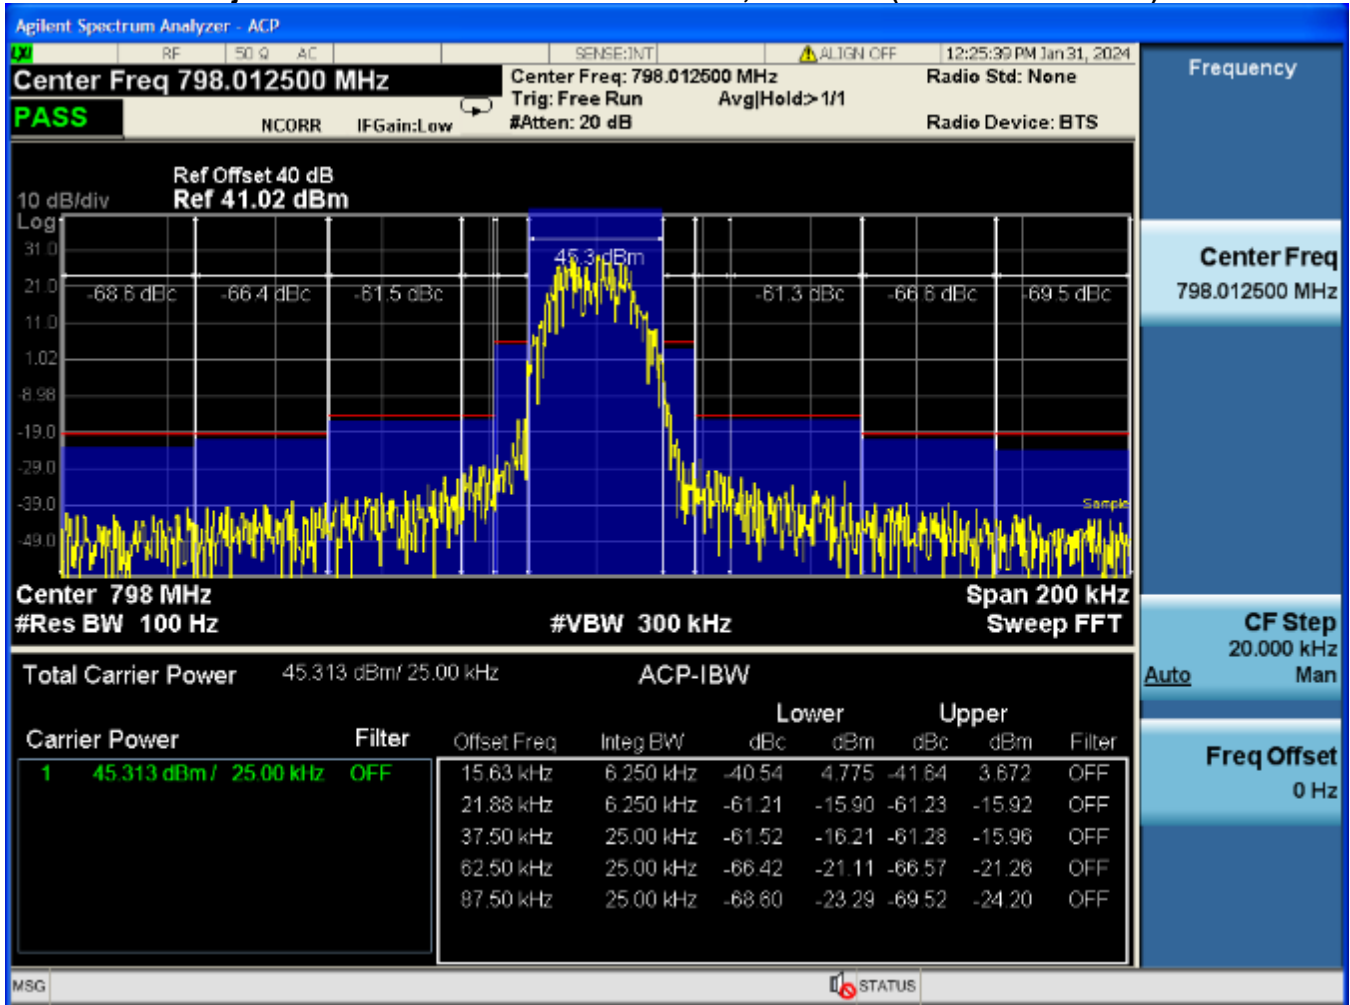 Agilent Spectrum Analyzer - ACP
LXI RF 50 Ω AC SENSE:INT ALIGN OFF 12:25:39 PM Jan 31, 2024
Center Freq 798.012500 MHz
Center Freq: 798.012500 MHz Radio Std: None
Trig: Free Run Avg|Hold:> 1/1
PASS NCORR IFGain:Low #Atten: 20 dB Radio Device: BTS
Ref Offset 40 dB
10 dB/div Ref 41.02 dBm
Log
31.0
45.3 dBm
21.0
-68.6 dBc -66.4 dBc -61.5 dBc -61.3 dBc -66.6 dBc -69.5 dBc
11.0
1.02
-8.98
-19.0
-29.0
-39.0
Sample
-49.0
Center 798 MHz Span 200 kHz
#Res BW 100 Hz #VBW 300 kHz Sweep FFT
Total Carrier Power 45.313 dBm/ 25.00 kHz ACP-IBW
Lower Upper
Carrier Power Filter Offset Freq Integ BW dBc dBm dBc dBm Filter
1 45.313 dBm / 25.00 kHz OFF 15.63 kHz 6.250 kHz -40.54 4.775 -41.64 3.672 OFF
21.88 kHz 6.250 kHz -61.21 -15.90 -61.23 -15.92 OFF
37.50 kHz 25.00 kHz -61.52 -16.21 -61.28 -15.96 OFF
62.50 kHz 25.00 kHz -66.42 -21.11 -66.57 -21.26 OFF
87.50 kHz 25.00 kHz -68.60 -23.29 -69.52 -24.20 OFF
MSG STATUS
Frequency
Center Freq
798.012500 MHz
CF Step
20.000 kHz
Auto Man
Freq Offset
0 Hz